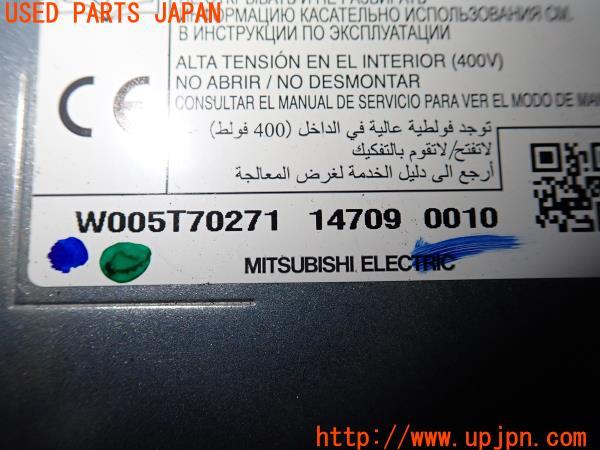 USED PARTS JAPAN
ИНФОРМАЦИЮ КАСАТЕЛЬНО ИСПОЛЬЗОВАНИЯ СМ.
В ИНСТРУКЦИИ ПО ЭКСПЛУАТАЦИИ
ALTA TENSIÓN EN EL INTERIOR (400V)
NO ABRIR / NO DESMONTAR
CONSULTAR EL MANUAL DE SERVICIO PARA VER EL MODO DE
CE
توجد فولطية عالية في الداخل (400 فولط)
لاتفتح/لاتقوم بالتفكيك
أرجع الى دليل الخدمة لغرض المعالجة
W005T70271 14709 0010
MITSUBISHI ELECTRIC
URL : http://www.upjpn.com